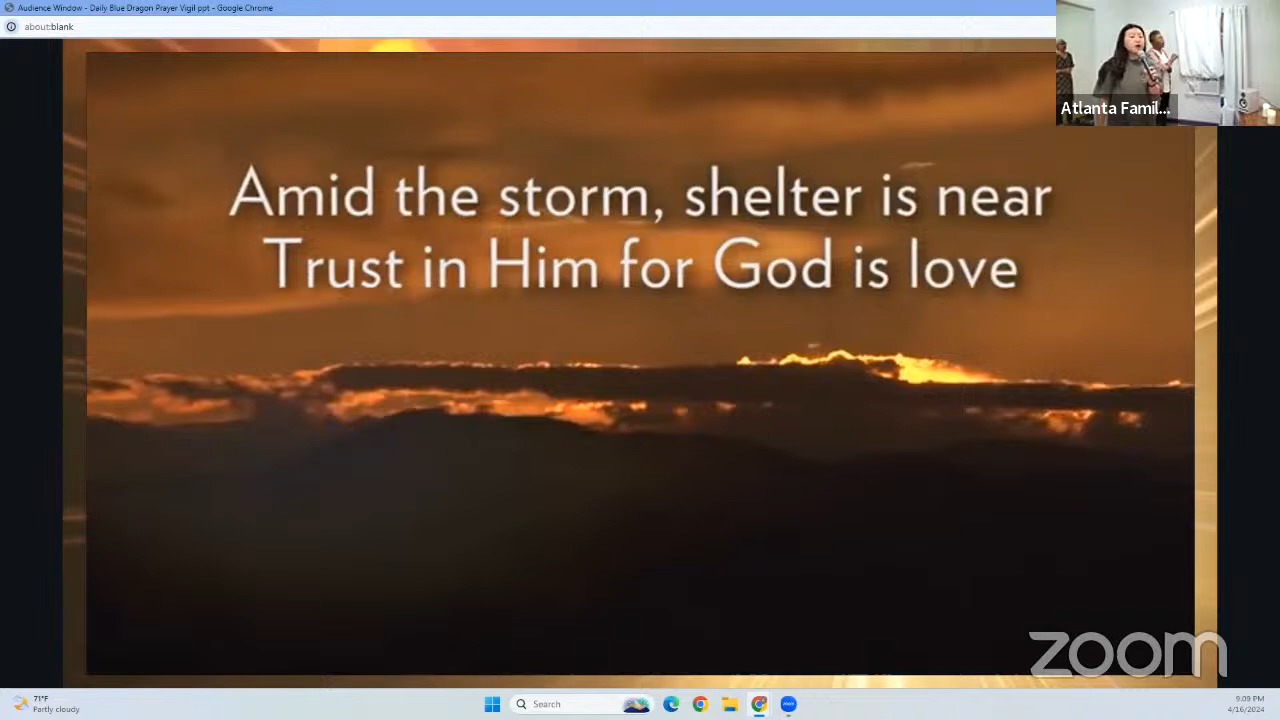 Audience Window - Daily Blue Dragon Prayer Vigil ppt - Google Chrome
about:blank
Atlanta Famil...
Amid the storm, shelter is near
Trust in Him for God is love
zoom
71°F
Partly cloudy
Search
zoom
9:09 PM
4/16/2024